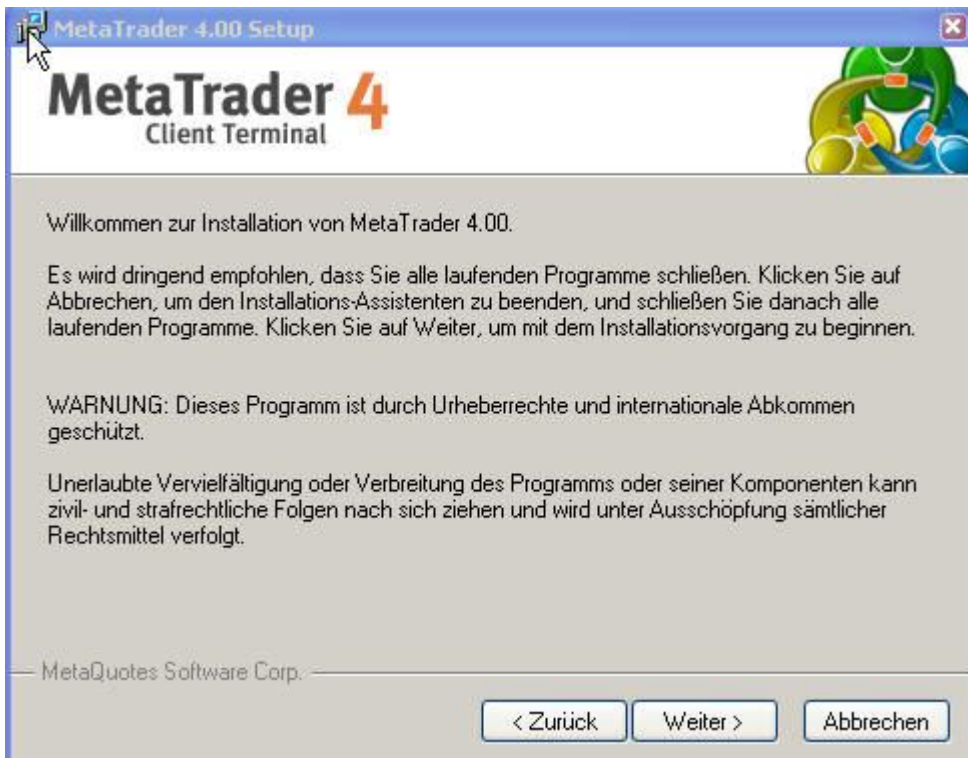 MetaTrader 4.00 Setup
MetaTrader 4
Client Terminal
Willkommen zur Installation von MetaTrader 4.00.
Es wird dringend empfohlen, dass Sie alle laufenden Programme schließen. Klicken Sie auf
Abbrechen, um den Installations-Assistenten zu beenden, und schließen Sie danach alle
laufenden Programme. Klicken Sie auf Weiter, um mit dem Installationsvorgang zu beginnen.
WARNUNG: Dieses Programm ist durch Urheberrechte und internationale Abkommen
geschützt.
Unerlaubte Vervielfältigung oder Verbreitung des Programms oder seiner Komponenten kann
zivil- und strafrechtliche Folgen nach sich ziehen und wird unter Ausschöpfung sämtlicher
Rechtsmittel verfolgt.
MetaQuotes Software Corp.
< Zurück Weiter > Abbrechen